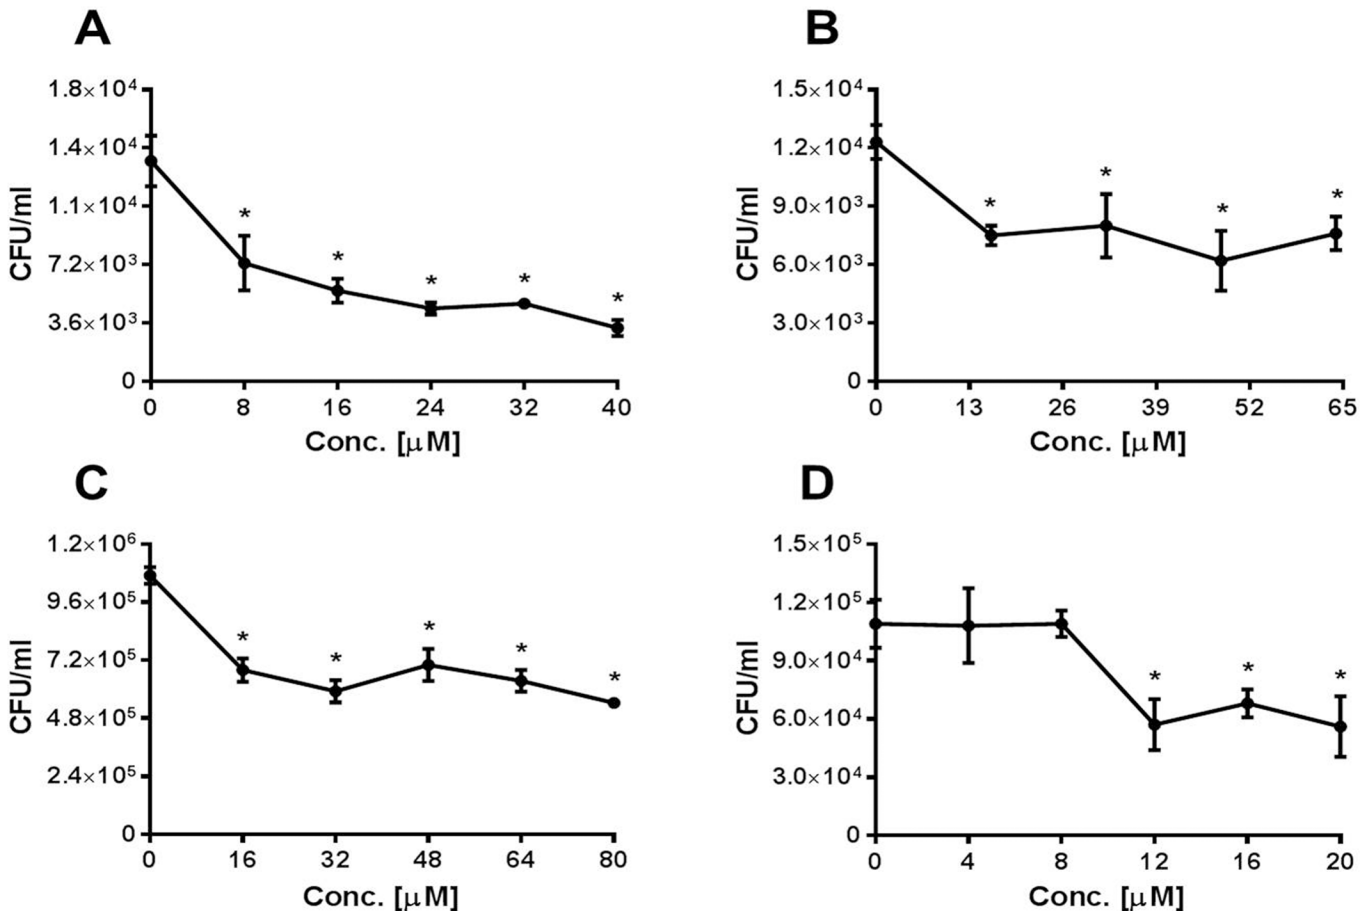 A
CFU/ml
1.8×10⁴
1.4×10⁴
1.1×10⁴
7.2×10³
3.6×10³
0
* * * * *
0 8 16 24 32 40
Conc. [μM]
B
CFU/ml
1.5×10⁴
1.2×10⁴
9.0×10³
6.0×10³
3.0×10³
0
* * * *
0 13 26 39 52 65
Conc. [μM]
C
CFU/ml
1.2×10⁶
9.6×10⁵
7.2×10⁵
4.8×10⁵
2.4×10⁵
0
* * * * *
0 16 32 48 64 80
Conc. [μM]
D
CFU/ml
1.5×10⁵
1.2×10⁵
9.0×10⁴
6.0×10⁴
3.0×10⁴
0
* * *
0 4 8 12 16 20
Conc. [μM]